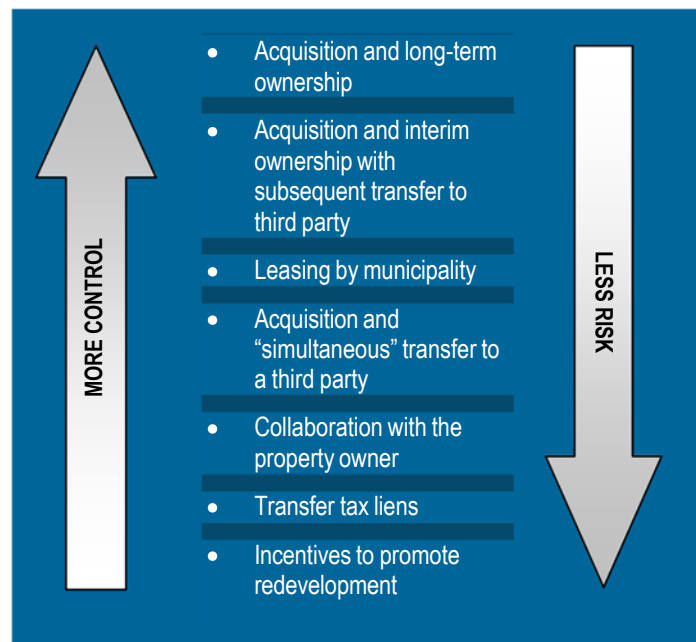 MORE CONTROL
• Acquisition and long-term
ownership
• Acquisition and interim
ownership with
subsequent transfer to
third party
• Leasing by municipality
• Acquisition and
“simultaneous” transfer to
a third party
• Collaboration with the
property owner
• Transfer tax liens
• Incentives to promote
redevelopment
LESS RISK